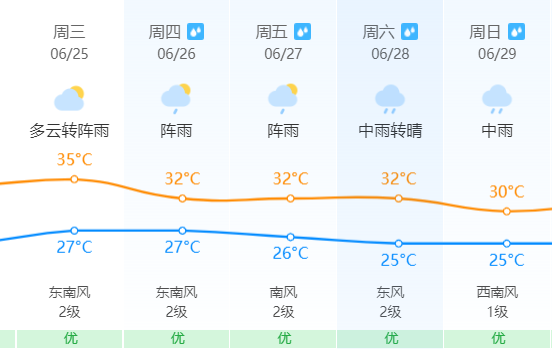 周三 周四 周五 周六 周日
06/25 06/26 06/27 06/28 06/29
多云转阵雨 阵雨 阵雨 中雨转晴 中雨
35°C 32°C 32°C 32°C 30°C
27°C 27°C 26°C 25°C 25°C
东南风 东南风 南风 东风 西南风
2级 2级 2级 2级 1级
优 优 优 优 优